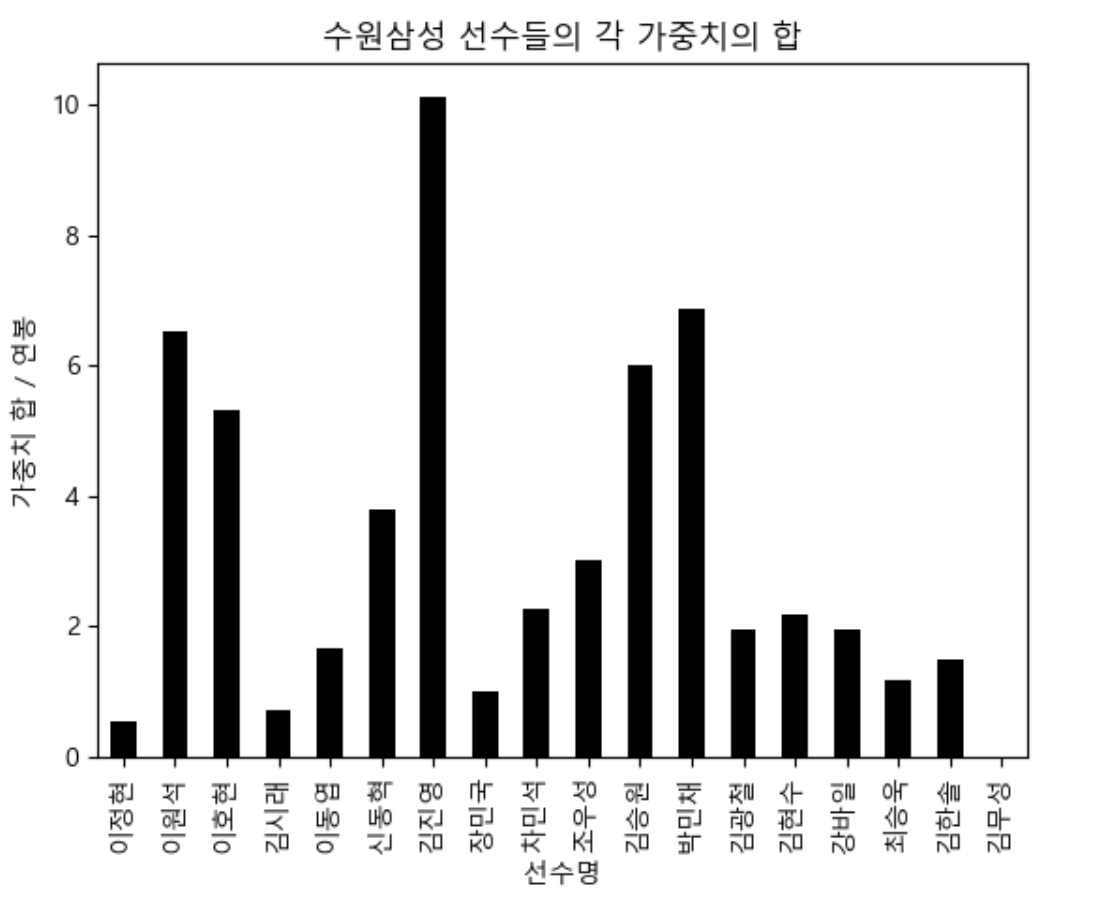 수원삼성 선수들의 각 가중치의 합
가중치 합 / 연봉
10
8
6
4
2
0
이정현
이원석
이호현
김시래
이동엽
신동혁
김진영
장민국
차민석
조우성
김승원
박민채
김광철
김현수
강바일
최승욱
김한솔
김무성
선수명